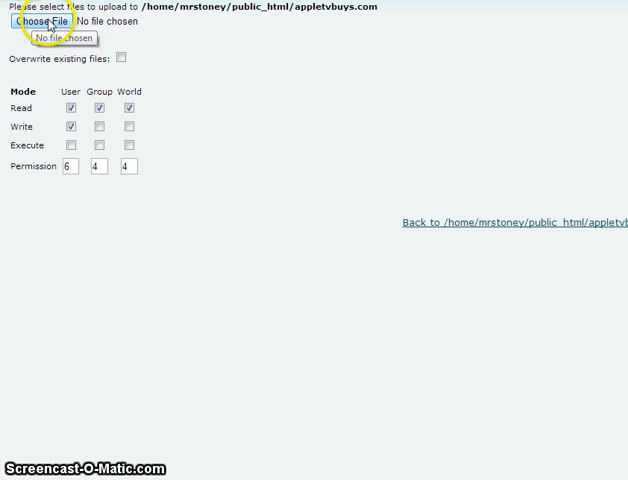 Please select files to upload to /home/mrstoney/public_html/appletvbuys.com
Choose File No file chosen
No file chosen
Overwrite existing files:
Mode User Group World
Read
Write
Execute
Permission 6 4 4
Back to /home/mrstoney/public_html/appletvb
Screencast-O-Matic.com